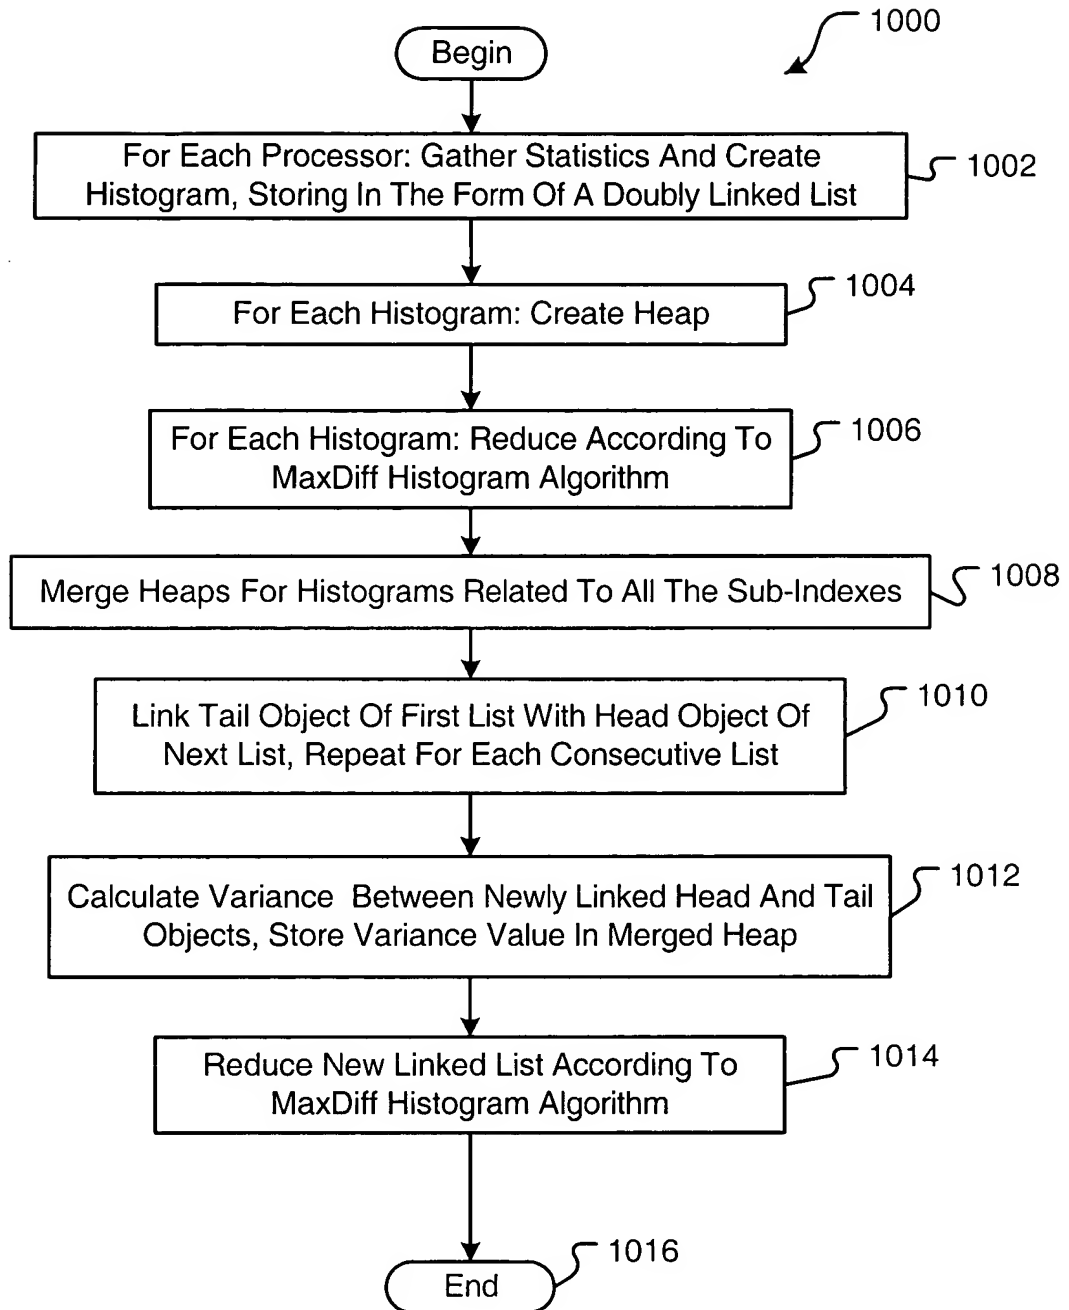 1000
Begin
For Each Processor: Gather Statistics And Create
Histogram, Storing In The Form Of A Doubly Linked List
1002
For Each Histogram: Create Heap
1004
For Each Histogram: Reduce According To
MaxDiff Histogram Algorithm
1006
Merge Heaps For Histograms Related To All The Sub-Indexes
1008
Link Tail Object Of First List With Head Object Of
Next List, Repeat For Each Consecutive List
1010
Calculate Variance Between Newly Linked Head And Tail
Objects, Store Variance Value In Merged Heap
1012
Reduce New Linked List According To
MaxDiff Histogram Algorithm
1014
End
1016